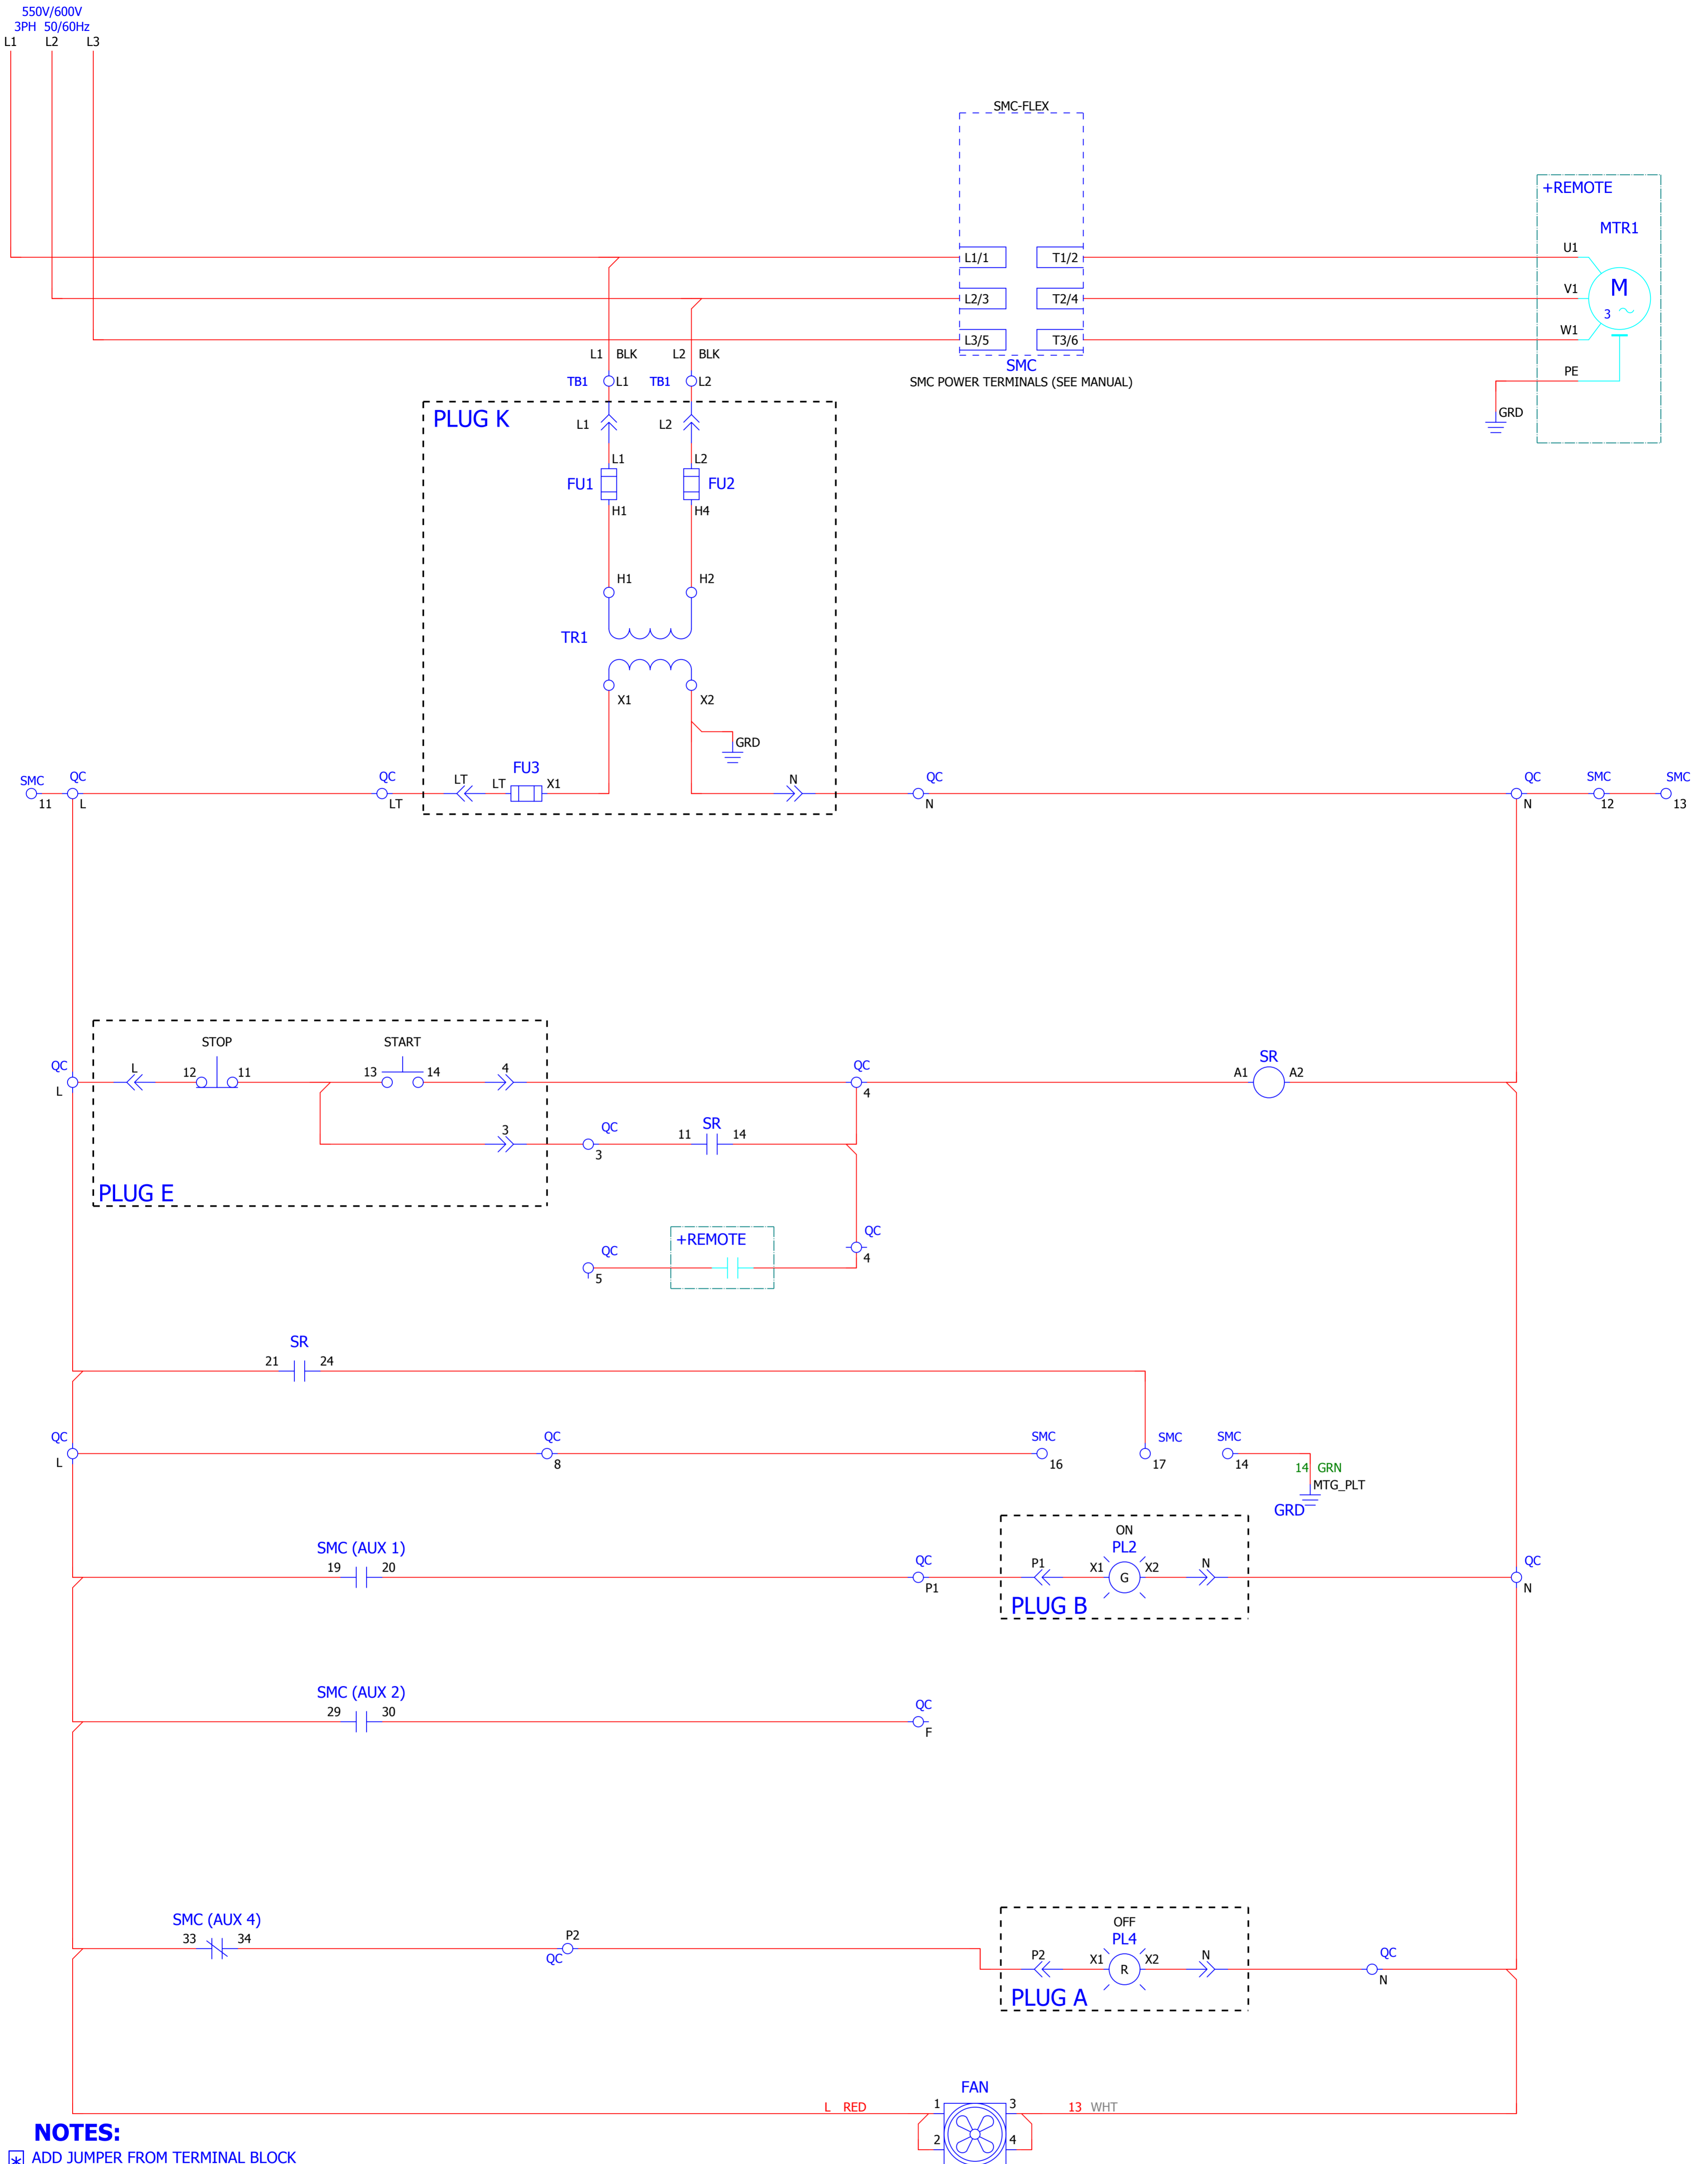 550V/600V
3PH 50/60Hz
L1 L2 L3
SMC-FLEX
+REMOTE
MTR1
L1/1 T1/2 U1
L2/3 T2/4 V1 M
3
L3/5 T3/6 W1
L1 BLK L2 BLK
SMC
SMC POWER TERMINALS (SEE MANUAL)
PE
TB1 L1 TB1 L2
GRD
PLUG K
L1 L2
L1 L2
FU1 FU2
H1 H4
H1 H2
TR1
X1 X2
GRD
SMC QC QC LT LT FU3 X1 N QC QC SMC SMC
11 L LT N N 12 13
STOP START
QC L 12 11 13 14 4 QC SR
L 4 A1 A2
3 QC 11 SR 14
3
PLUG E
+REMOTE
QC QC
5 4
SR
21 24
QC QC SMC SMC SMC
L 8 16 17 14
14 GRN
MTG_PLT
GRD
SMC (AUX 1)
19 20
QC
P1
ON
PL2
P1 X1 G X2 N
QC
N
PLUG B
SMC (AUX 2)
29 30
QC
F
SMC (AUX 4)
33 34
P2
QC
OFF
PL4
P2 X1 R X2 N
QC
N
PLUG A
FAN
L RED 1 3 13 WHT
2 4
NOTES:
* ADD JUMPER FROM TERMINAL BLOCK